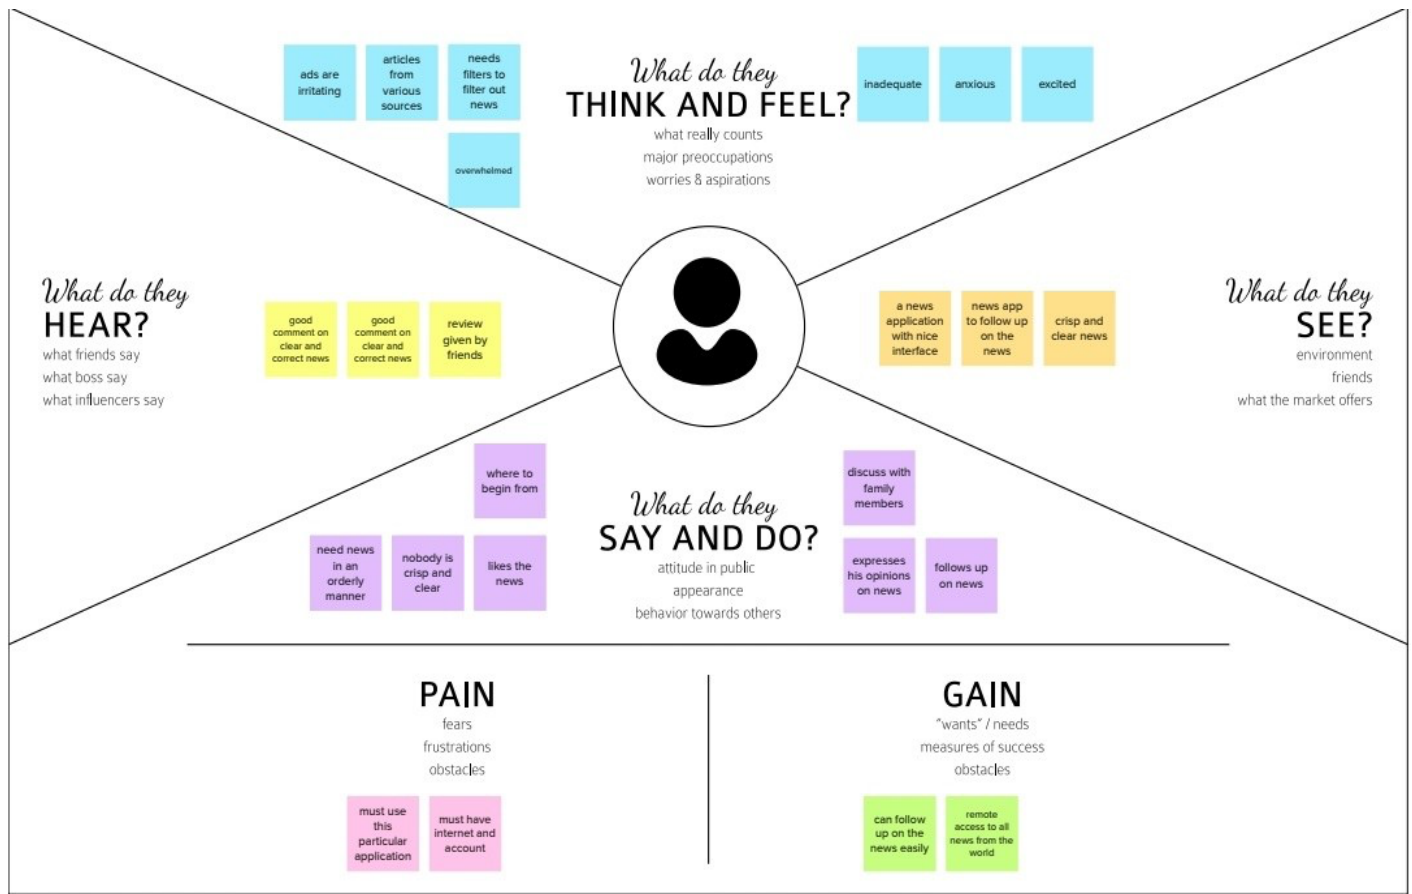 ads are
irritating
articles
from
various
sources
needs
filters to
filter out
news
overwhelmed
What do they
THINK AND FEEL?
what really counts
major preoccupations
worries & aspirations
inadequate
anxious
excited
What do they
HEAR?
what friends say
what boss say
what influencers say
good
comment on
clear and
correct news
good
comment on
clear and
correct news
review
given by
friends
a news
application
with nice
interface
news app
to follow up
on the
news
crisp and
clear news
What do they
SEE?
environment
friends
what the market offers
where to
begin from
need news
in an
orderly
manner
nobody is
crisp and
clear
likes the
news
What do they
SAY AND DO?
attitude in public
appearance
behavior towards others
discuss with
family
members
expresses
his opinions
on news
follows up
on news
PAIN
fears
frustrations
obstacles
must use
this
particular
application
must have
internet and
account
GAIN
“wants” / needs
measures of success
obstacles
can follow
up on the
news easily
remote
access to all
news from the
world